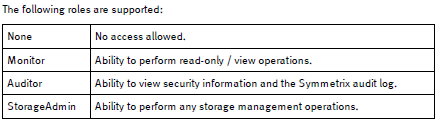 The following roles are supported:
None No access allowed.
Monitor Ability to perform read-only / view operations.
Auditor Ability to view security information and the Symmetrix audit log.
StorageAdmin Ability to perform any storage management operations.